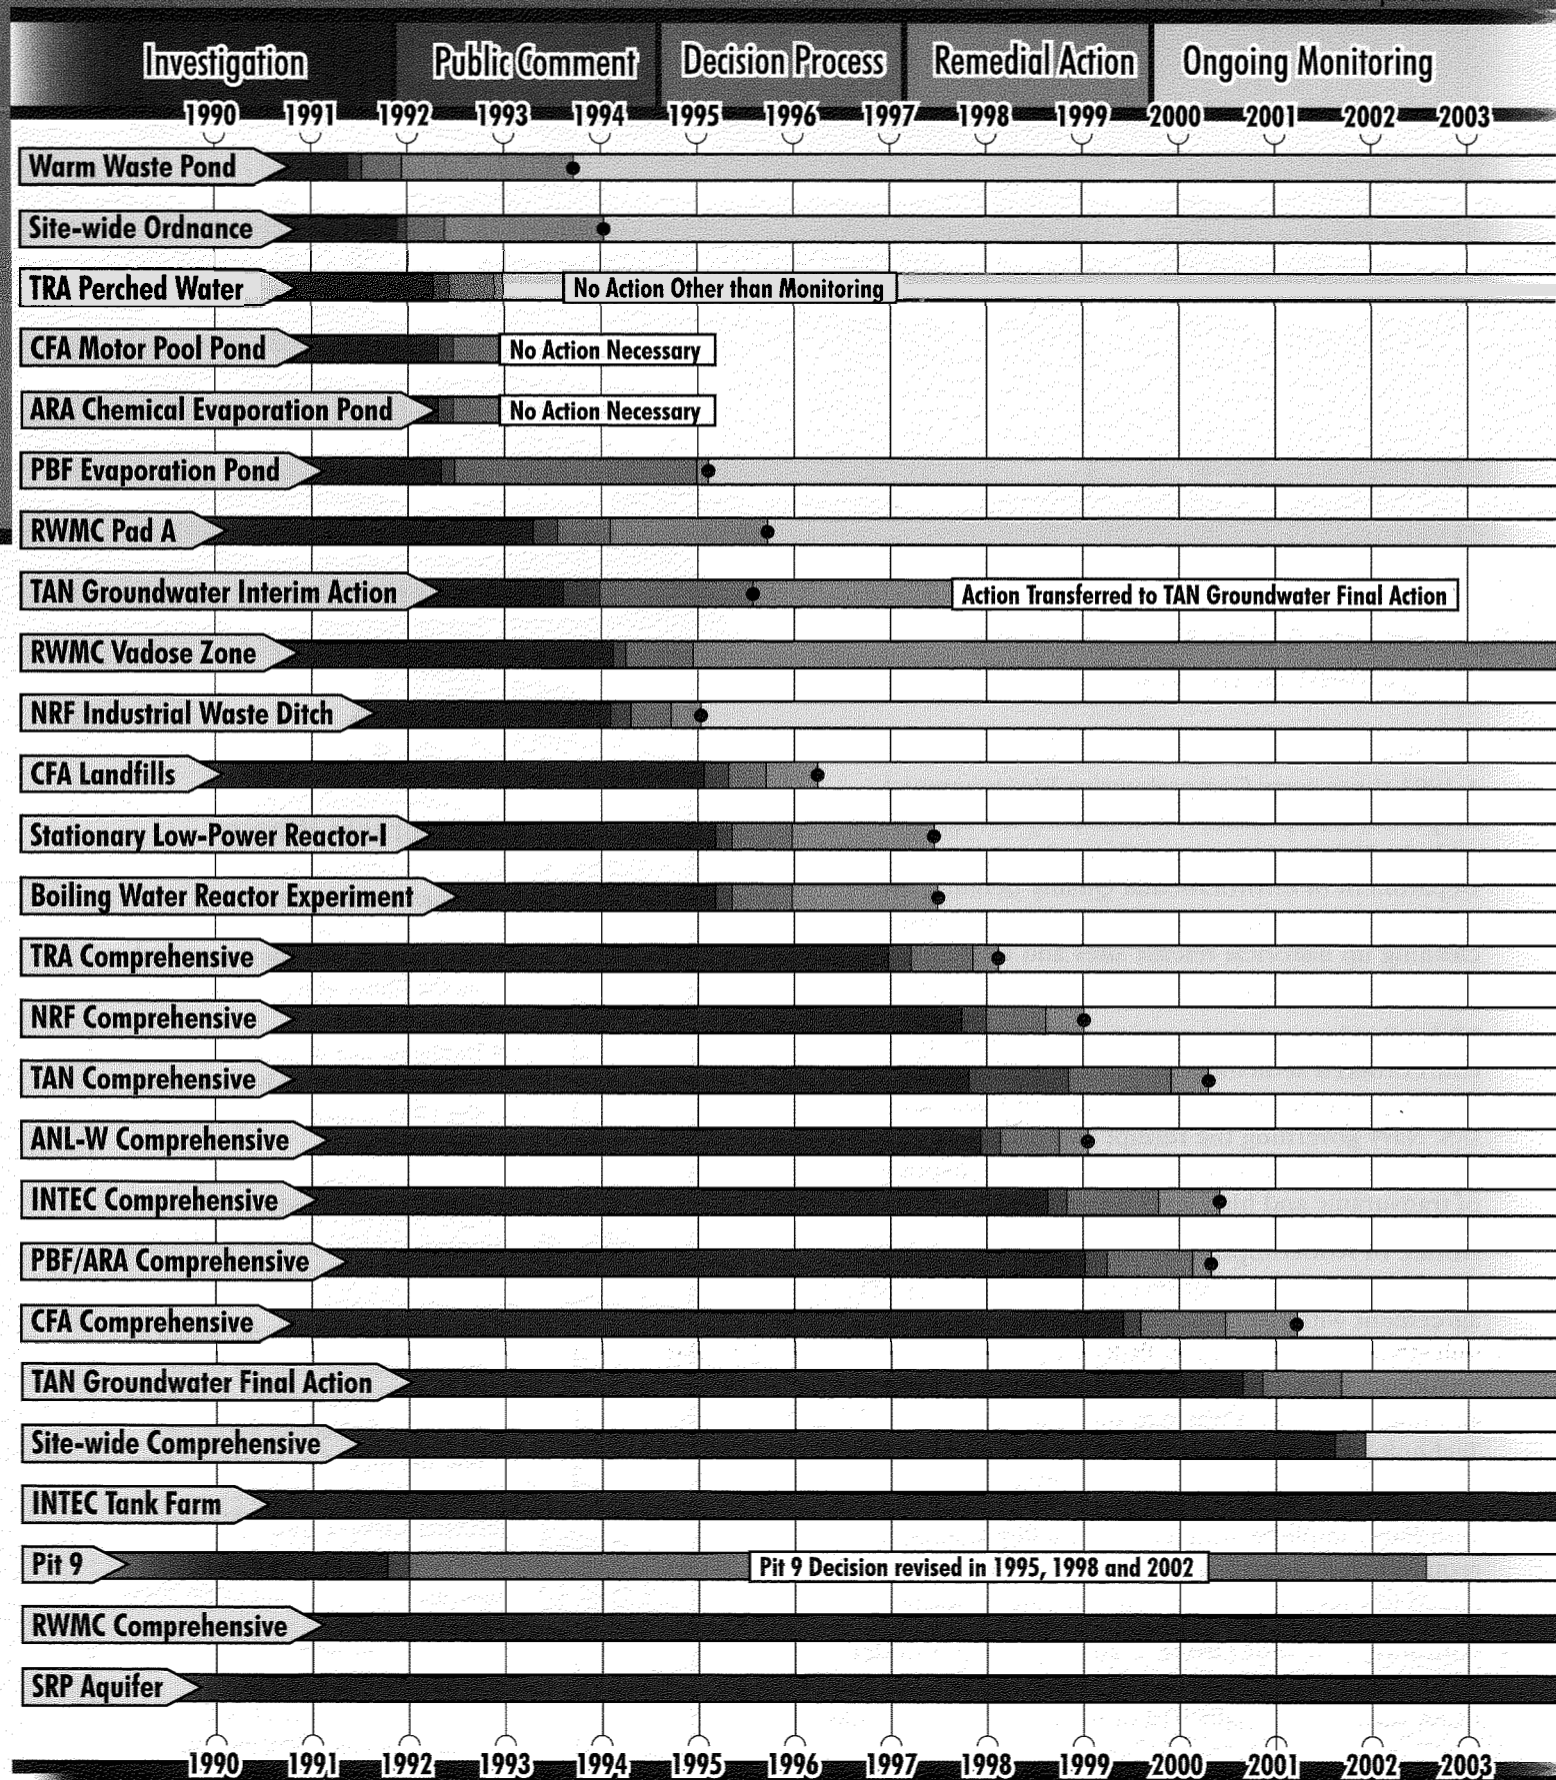 Investigation Public Comment Decision Process Remedial Action Ongoing Monitoring
1990 1991 1992 1993 1994 1995 1996 1997 1998 1999 2000 2001 2002 2003
Warm Waste Pond
Site-wide Ordnance
TRA Perched Water No Action Other than Monitoring
CFA Motor Pool Pond No Action Necessary
ARA Chemical Evaporation Pond No Action Necessary
PBF Evaporation Pond
RWMC Pad A
TAN Groundwater Interim Action Action Transferred to TAN Groundwater Final Action
RWMC Vadose Zone
NRF Industrial Waste Ditch
CFA Landfills
Stationary Low-Power Reactor-I
Boiling Water Reactor Experiment
TRA Comprehensive
NRF Comprehensive
TAN Comprehensive
ANL-W Comprehensive
INTEC Comprehensive
PBF/ARA Comprehensive
CFA Comprehensive
TAN Groundwater Final Action
Site-wide Comprehensive
INTEC Tank Farm
Pit 9 Pit 9 Decision revised in 1995, 1998 and 2002
RWMC Comprehensive
SRP Aquifer
1990 1991 1992 1993 1994 1995 1996 1997 1998 1999 2000 2001 2002 2003